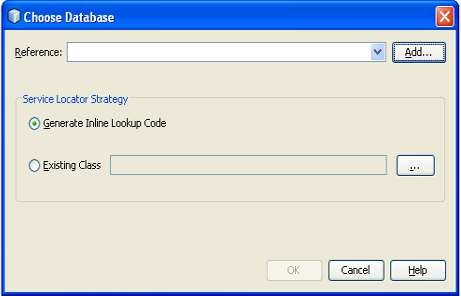 Choose Database
Reference:
Add...
Service Locator Strategy
Generate Inline Lookup Code
Existing Class
...
OK
Cancel
Help